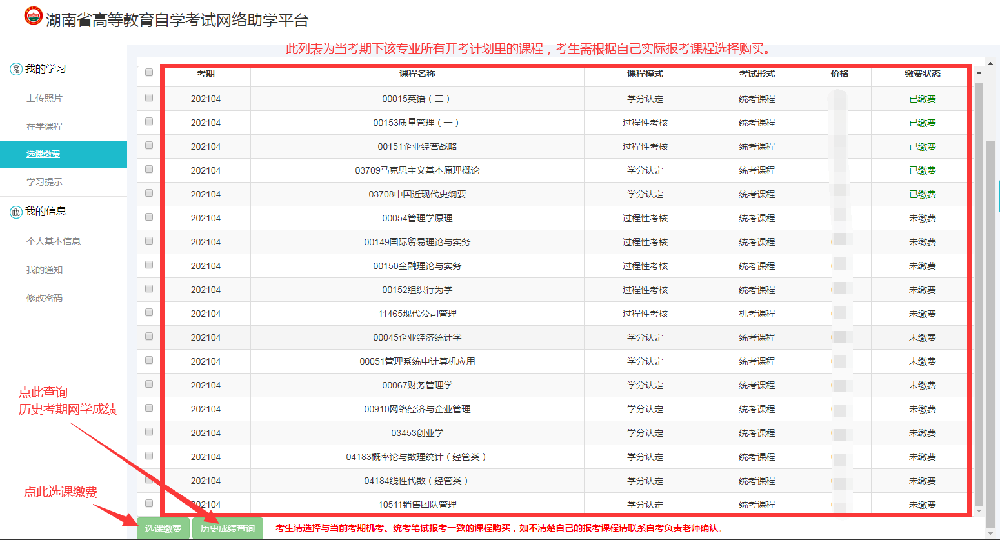 湖南省高等教育自学考试网络助学平台
此列表为当考期下该专业所有开考计划里的课程，考生需根据自己实际报考课程选择购买。
我的学习
上传照片
在学课程
选课缴费
学习提示
我的信息
个人基本信息
我的通知
修改密码
考期 课程名称 课程模式 考试形式 价格 缴费状态
202104 00015英语（二） 学分认定 统考课程 已缴费
202104 00153质量管理（一） 过程性考核 统考课程 已缴费
202104 00151企业经营战略 过程性考核 统考课程 已缴费
202104 03709马克思主义基本原理概论 学分认定 统考课程 已缴费
202104 03708中国近现代史纲要 学分认定 统考课程 已缴费
202104 00054管理学原理 过程性考核 统考课程 未缴费
202104 00149国际贸易理论与实务 过程性考核 统考课程 未缴费
202104 00150金融理论与实务 过程性考核 统考课程 未缴费
202104 00152组织行为学 过程性考核 统考课程 未缴费
202104 11465现代公司管理 过程性考核 机考课程 未缴费
202104 00045企业经济统计学 学分认定 统考课程 未缴费
202104 00051管理系统中计算机应用 学分认定 统考课程 未缴费
202104 00067财务管理学 学分认定 统考课程 未缴费
202104 00910网络经济与企业管理 学分认定 统考课程 未缴费
202104 03453创业学 学分认定 统考课程 未缴费
202104 04183概率论与数理统计（经管类） 学分认定 统考课程 未缴费
202104 04184线性代数（经管类） 学分认定 统考课程 未缴费
202104 10511销售团队管理 学分认定 统考课程 未缴费
点此查询
历史考期网学成绩
点此选课缴费
选课缴费 历史成绩查询 考生请选择与当前考期机考、统考笔试报考一致的课程购买，如不清楚自己的报考课程请联系自考负责老师确认。